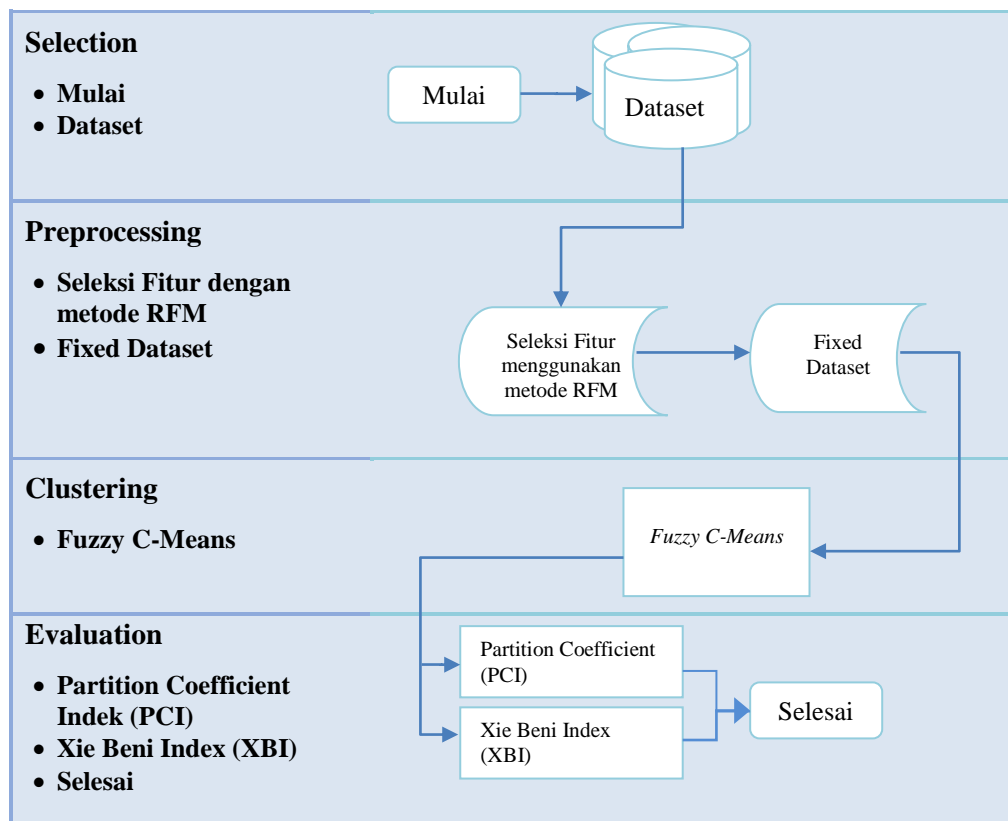 Selection
• Mulai
• Dataset
Mulai
Dataset
Preprocessing
• Seleksi Fitur dengan
metode RFM
• Fixed Dataset
Seleksi Fitur
menggunakan
metode RFM
Fixed
Dataset
Clustering
• Fuzzy C-Means
Fuzzy C-Means
Evaluation
• Partition Coefficient
Indek (PCI)
• Xie Beni Index (XBI)
• Selesai
Partition Coefficient
(PCI)
Xie Beni Index
(XBI)
Selesai